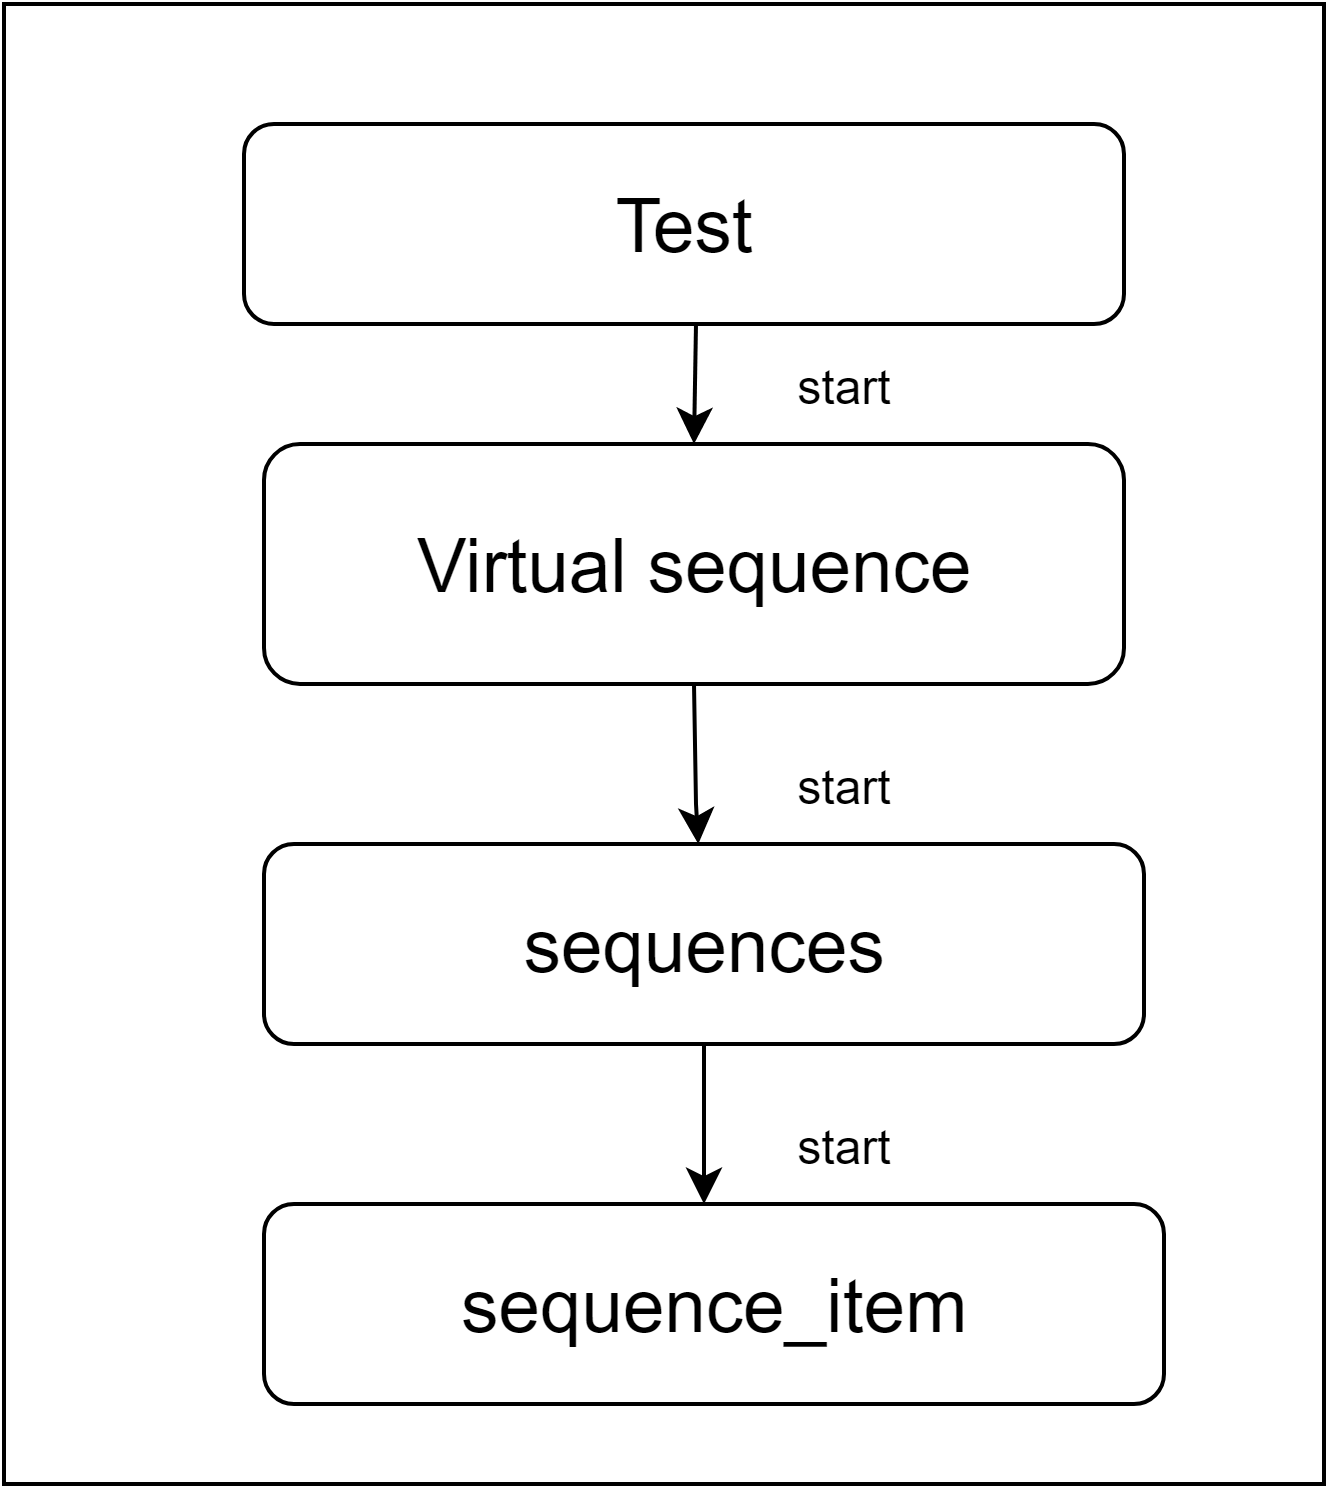 Test
start
Virtual sequence
start
sequences
start
sequence_item